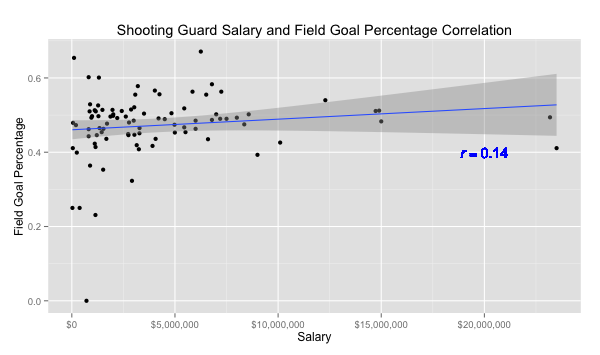 Shooting Guard Salary and Field Goal Percentage Correlation
Field Goal Percentage
0.6
0.4
0.2
0.0
r = 0.14
$0
$5,000,000
$10,000,000
$15,000,000
$20,000,000
Salary